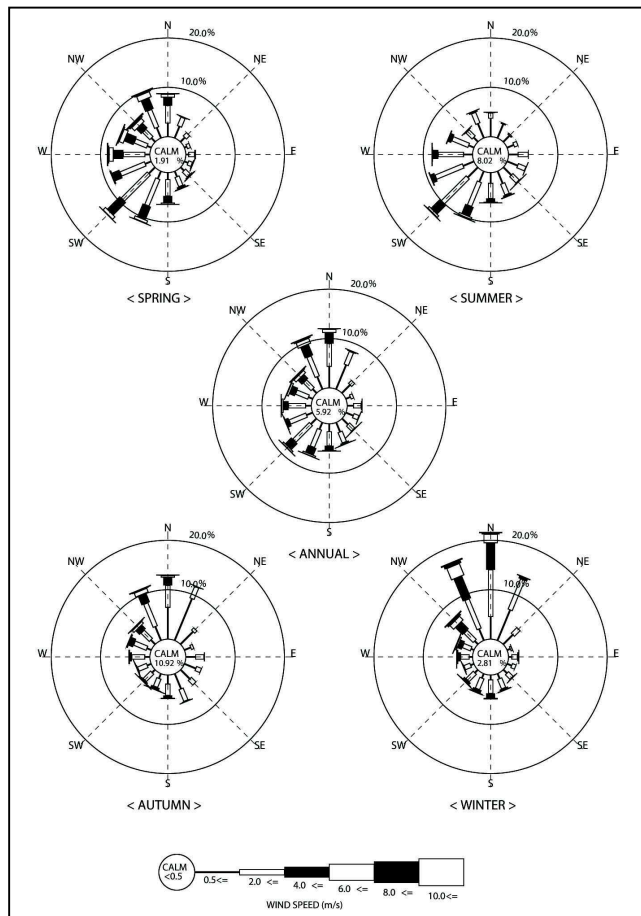 N
20.0%
NW
NE
10.0%
W
CALM
1.91 %
E
SW
SE
S
< SPRING >
N
20.0%
NW
NE
10.0%
W
CALM
8.02 %
E
SW
SE
S
< SUMMER >
N
20.0%
NW
NE
10.0%
W
CALM
5.92 %
E
SW
SE
S
< ANNUAL >
N
20.0%
NW
NE
10.0%
W
CALM
10.92 %
E
SW
SE
S
< AUTUMN >
N
20.0%
NW
NE
10.0%
W
CALM
2.81 %
E
SW
SE
S
< WINTER >
CALM
<0.5
0.5<= 2.0 <= 4.0 <= 6.0 <= 8.0 <= 10.0<=
WIND SPEED (m/s)